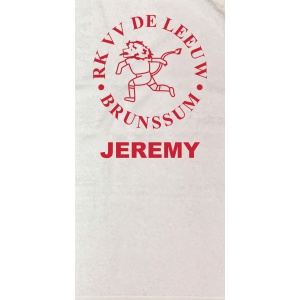 • RK VV DE LEEUW •
BRUNSSUM
JEREMY